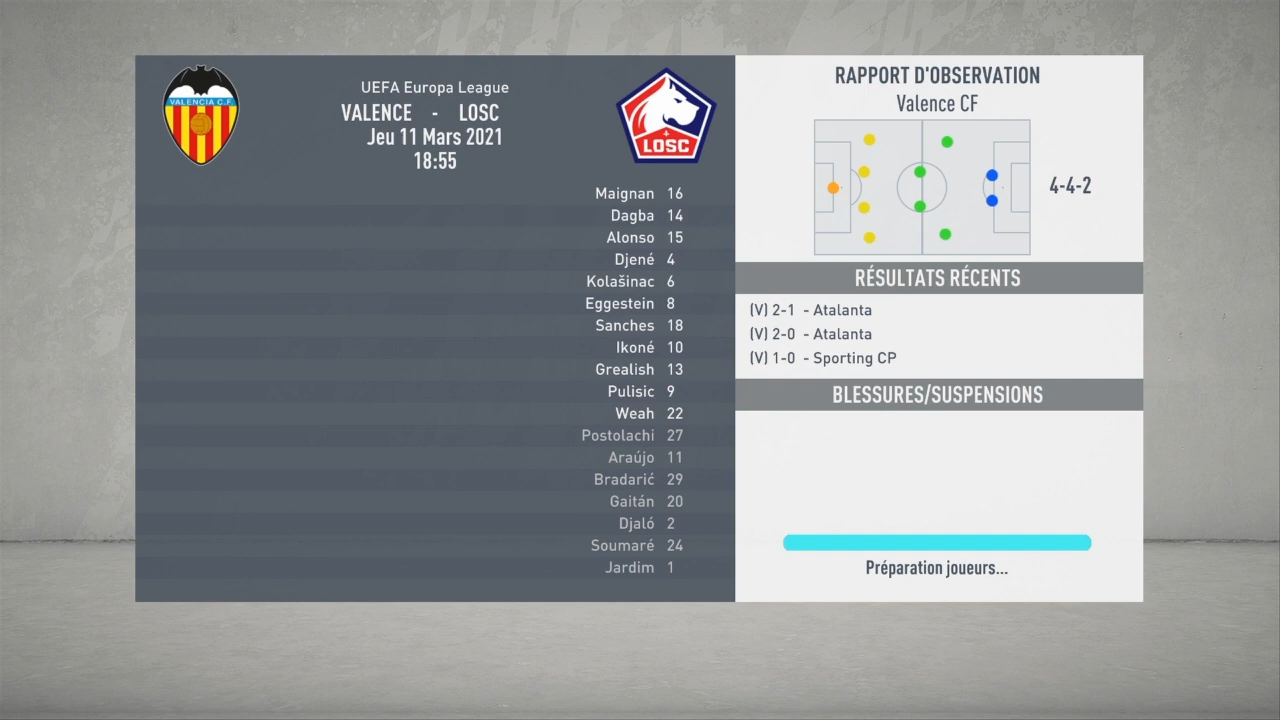 VALENCIA C.F
UEFA Europa League
VALENCE - LOSC
Jeu 11 Mars 2021
18:55
LOSC
Maignan 16
Dagba 14
Alonso 15
Djené 4
Kolašinac 6
Eggestein 8
Sanches 18
Ikoné 10
Grealish 13
Pulisic 9
Weah 22
Postolachi 27
Araújo 11
Bradarić 29
Gaitán 20
Djaló 2
Soumaré 24
Jardim 1
RAPPORT D'OBSERVATION
Valence CF
4-4-2
RÉSULTATS RÉCENTS
(V) 2-1 - Atalanta
(V) 2-0 - Atalanta
(V) 1-0 - Sporting CP
BLESSURES/SUSPENSIONS
Préparation joueurs...